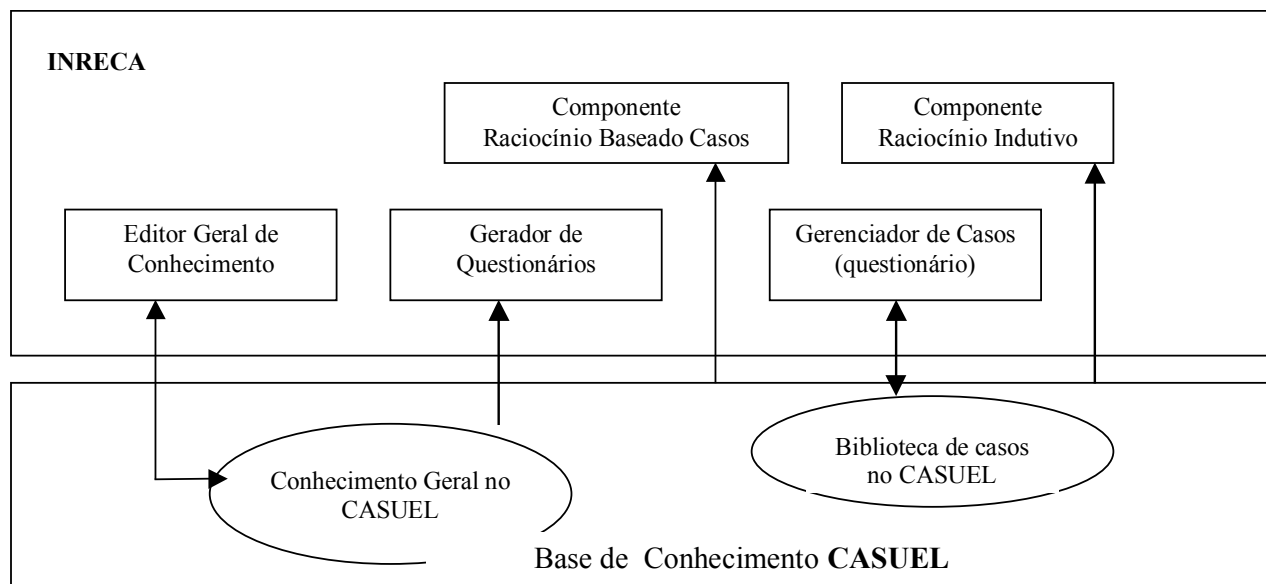 INRECA
Componente
Raciocínio Baseado Casos
Componente
Raciocínio Indutivo
Editor Geral de
Conhecimento
Gerador de
Questionários
Gerenciador de Casos
(questionário)
Conhecimento Geral no
CASUEL
Biblioteca de casos
no CASUEL
Base de Conhecimento CASUEL